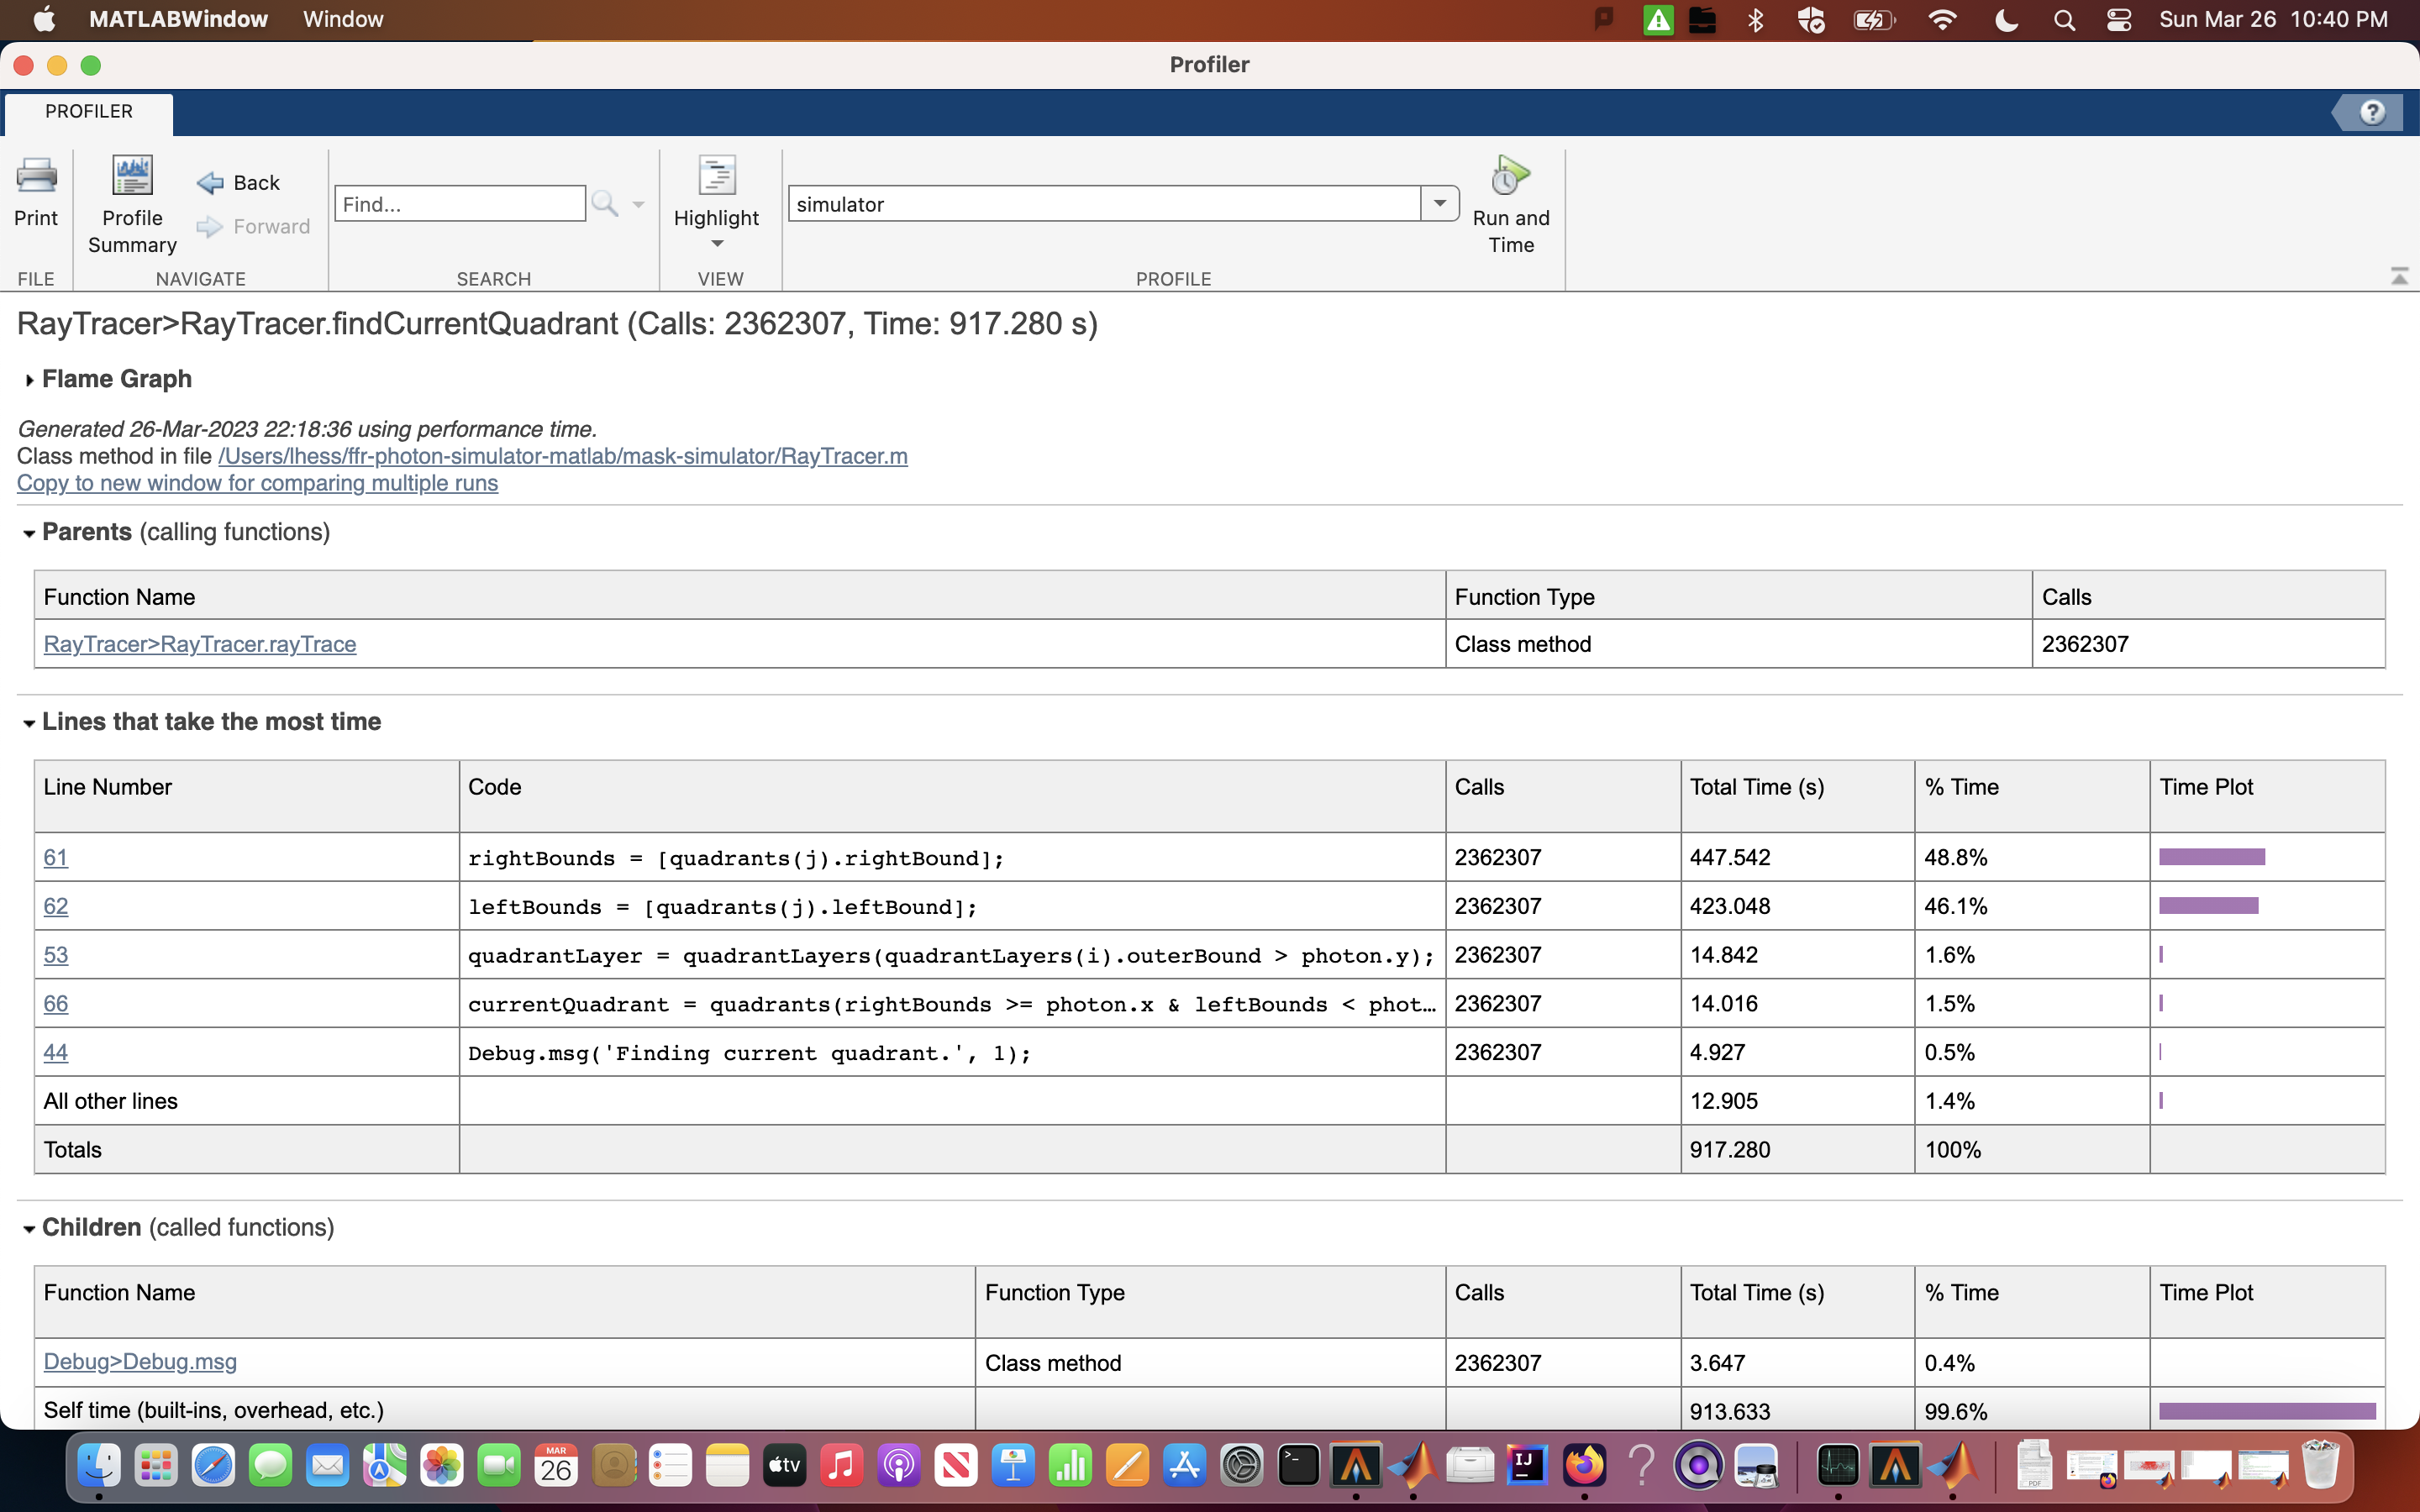 MATLABWindow Window Sun Mar 26 10:40 PM
Profiler
PROFILER
Print
Profile Summary
Back
Forward
Find...
Highlight
simulator
Run and Time
FILE NAVIGATE SEARCH VIEW PROFILE
RayTracer>RayTracer.findCurrentQuadrant (Calls: 2362307, Time: 917.280 s)
Flame Graph
Generated 26-Mar-2023 22:18:36 using performance time.
Class method in file /Users/lhess/ffr-photon-simulator-matlab/mask-simulator/RayTracer.m
Copy to new window for comparing multiple runs
Parents (calling functions)
Function Name Function Type Calls
RayTracer>RayTracer.rayTrace Class method 2362307
Lines that take the most time
Line Number Code Calls Total Time (s) % Time Time Plot
61 rightBounds = [quadrants(j).rightBound]; 2362307 447.542 48.8%
62 leftBounds = [quadrants(j).leftBound]; 2362307 423.048 46.1%
53 quadrantLayer = quadrantLayers(quadrantLayers(i).outerBound > photon.y); 2362307 14.842 1.6%
66 currentQuadrant = quadrants(rightBounds >= photon.x & leftBounds < phot... 2362307 14.016 1.5%
44 Debug.msg('Finding current quadrant.', 1); 2362307 4.927 0.5%
All other lines 12.905 1.4%
Totals 917.280 100%
Children (called functions)
Function Name Function Type Calls Total Time (s) % Time Time Plot
Debug>Debug.msg Class method 2362307 3.647 0.4%
Self time (built-ins, overhead, etc.) 913.633 99.6%
MAR
26
tv
IJ
PDF